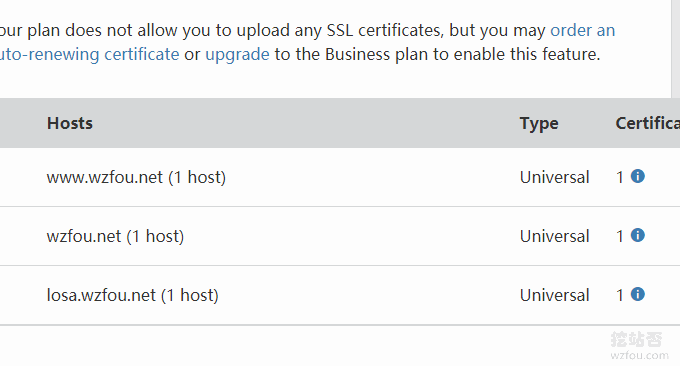 our plan does not allow you to upload any SSL certificates, but you may order an
uto-renewing certificate or upgrade to the Business plan to enable this feature.
Hosts Type Certifica
www.wzfou.net (1 host) Universal 1
wzfou.net (1 host) Universal 1
losa.wzfou.net (1 host) Universal 1
挖站否
wzfou.com